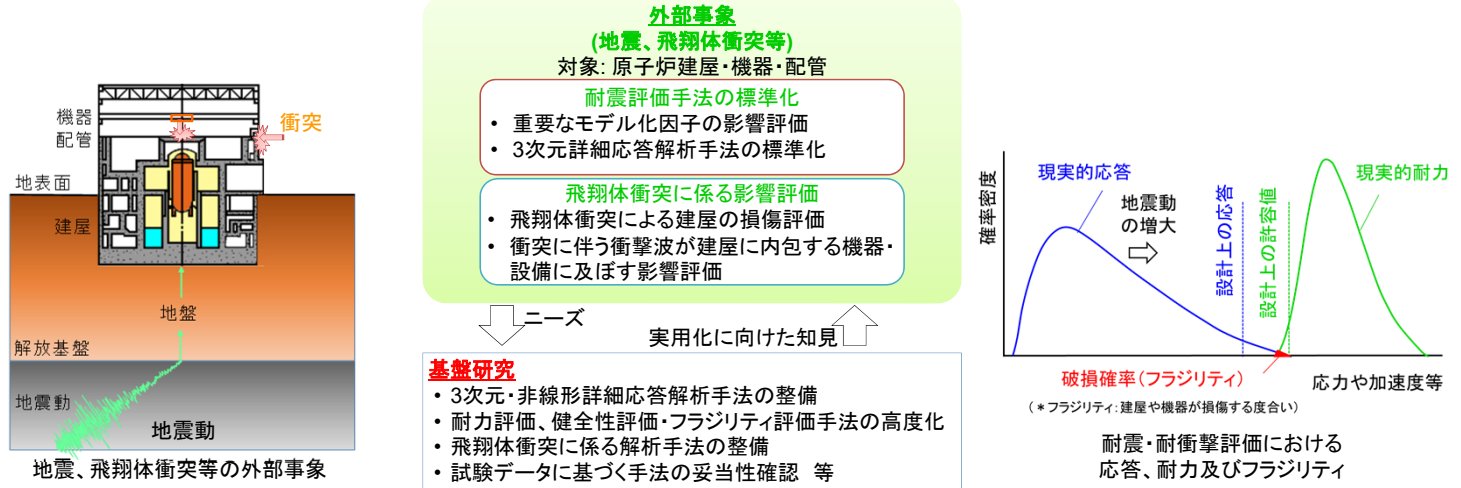 機器
配管
衝突
地表面
建屋
地盤
解放基盤
地震動
地震動
地震、飛翔体衝突等の外部事象
外部事象
(地震、飛翔体衝突等)
対象: 原子炉建屋・機器・配管
耐震評価手法の標準化
• 重要なモデル化因子の影響評価
• 3次元詳細応答解析手法の標準化
飛翔体衝突に係る影響評価
• 飛翔体衝突による建屋の損傷評価
• 衝突に伴う衝撃波が建屋に内包する機器・
設備に及ぼす影響評価
ニーズ
実用化に向けた知見
基盤研究
• 3次元・非線形詳細応答解析手法の整備
• 耐力評価、健全性評価・フラジリティ評価手法の高度化
• 飛翔体衝突に係る解析手法の整備
• 試験データに基づく手法の妥当性確認 等
確率密度
現実的応答
地震動
の増大
設計上の応答
設計上の許容値
現実的耐力
破損確率(フラジリティ)
応力や加速度等
(*フラジリティ:建屋や機器が損傷する度合い)
耐震・耐衝撃評価における
応答、耐力及びフラジリティ